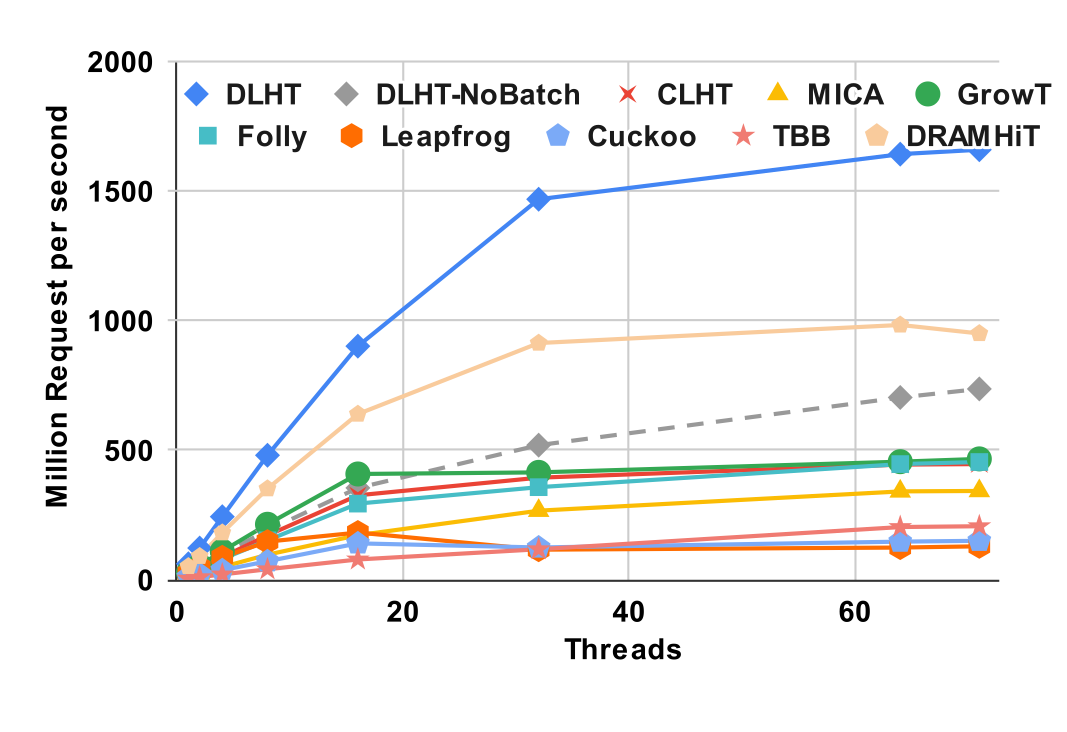 2000
DLHT DLHT-NoBatch CLHT MICA GrowT
Folly Leapfrog Cuckoo TBB DRAMHiT
1500
1000
500
0
0 20 40 60
Threads
Million Request per second